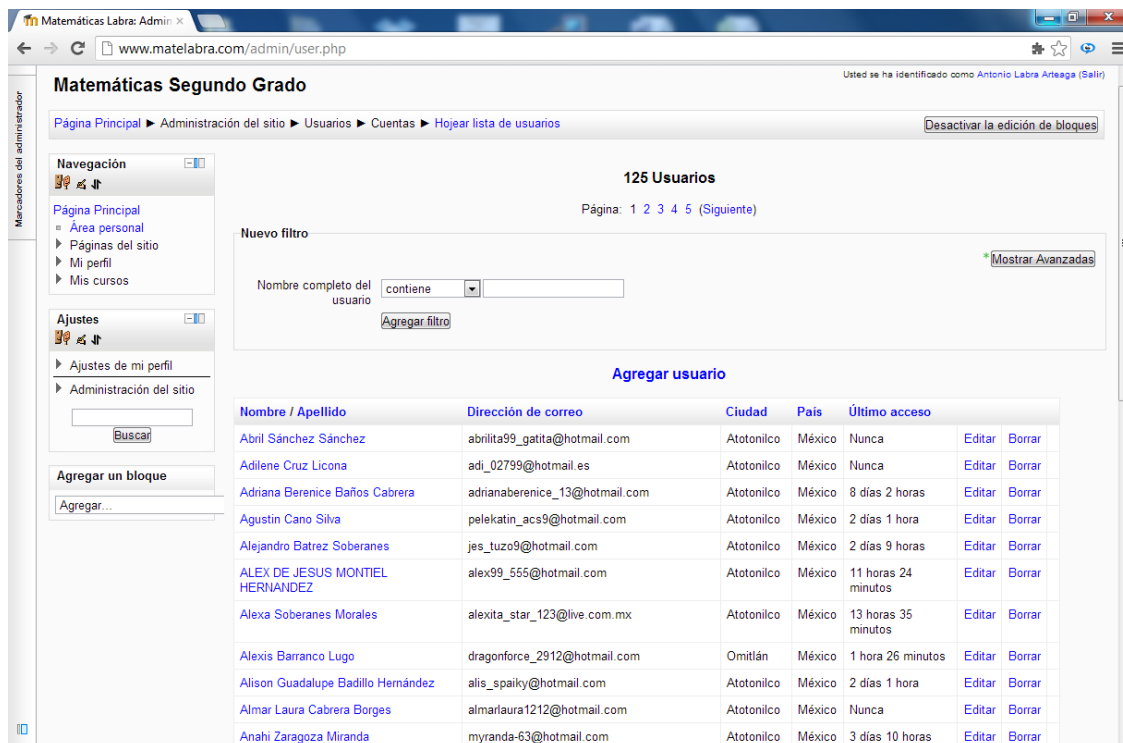 Matemáticas Labra: Admin
www.matelabra.com/admin/user.php
Marcadores del administrador
Matemáticas Segundo Grado
Usted se ha identificado como Antonio Labra Arteaga (Salir)
Página Principal ► Administración del sitio ► Usuarios ► Cuentas ► Hojear lista de usuarios
Desactivar la edición de bloques
Navegación
Página Principal
Área personal
Páginas del sitio
Mi perfil
Mis cursos
Ajustes
Ajustes de mi perfil
Administración del sitio
Buscar
Agregar un bloque
Agregar...
125 Usuarios
Página: 1 2 3 4 5 (Siguiente)
Nuevo filtro
*Mostrar Avanzadas
Nombre completo del
usuario
contiene
Agregar filtro
Agregar usuario
Nombre / Apellido Dirección de correo Ciudad País Último acceso
Abril Sánchez Sánchez abrilita99_gatita@hotmail.com Atotonilco México Nunca Editar Borrar
Adilene Cruz Licona adi_02799@hotmail.es Atotonilco México Nunca Editar Borrar
Adriana Berenice Baños Cabrera adrianaberenice_13@hotmail.com Atotonilco México 8 días 2 horas Editar Borrar
Agustin Cano Silva pelekatin_acs9@hotmail.com Atotonilco México 2 días 1 hora Editar Borrar
Alejandro Batrez Soberanes jes_tuzo9@hotmail.com Atotonilco México 2 días 9 horas Editar Borrar
ALEX DE JESUS MONTIEL alex99_555@hotmail.com Atotonilco México 11 horas 24 Editar Borrar
HERNANDEZ minutos
Alexa Soberanes Morales alexita_star_123@live.com.mx Atotonilco México 13 horas 35 Editar Borrar
minutos
Alexis Barranco Lugo dragonforce_2912@hotmail.com Omitlán México 1 hora 26 minutos Editar Borrar
Alison Guadalupe Badillo Hernández alis_spaiky@hotmail.com Atotonilco México 2 días 1 hora Editar Borrar
Almar Laura Cabrera Borges almarlaura1212@hotmail.com Atotonilco México Nunca Editar Borrar
Anahi Zaragoza Miranda myranda-63@hotmail.com Atotonilco México 3 días 10 horas Editar Borrar